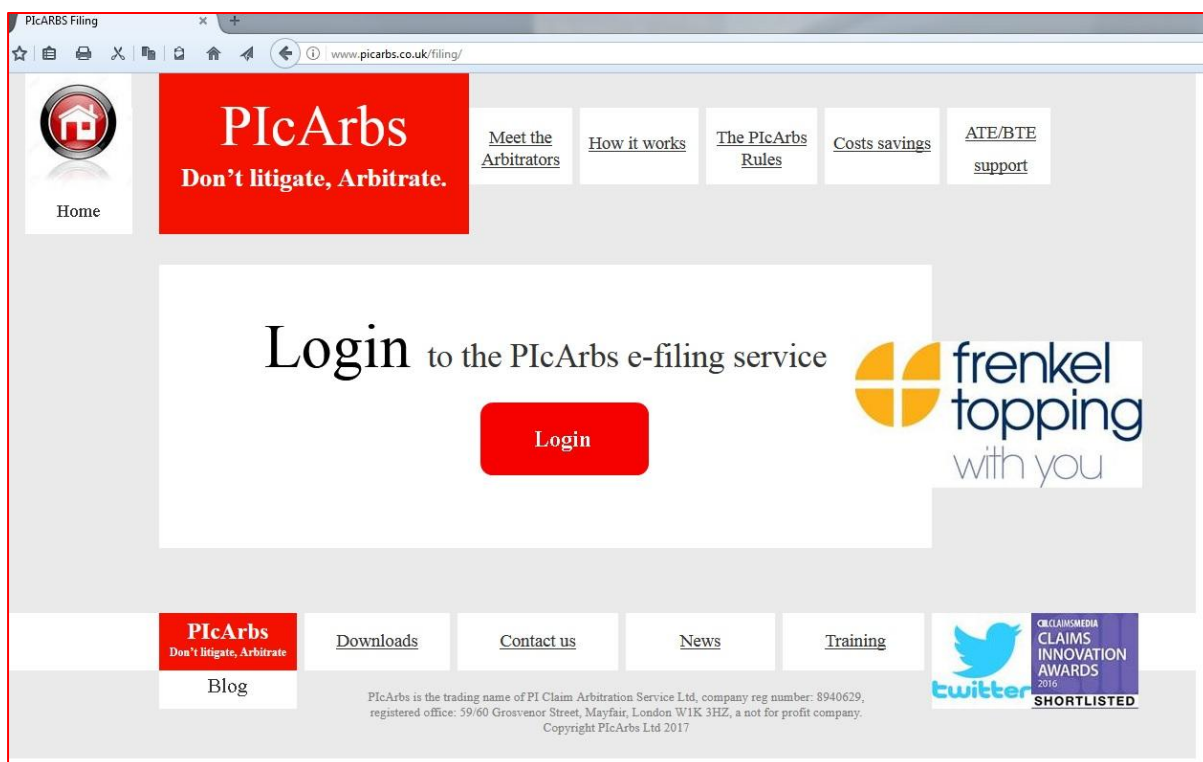 PIcARBS Filing
www.picarbs.co.uk/filing/
Home
PIcArbs
Don't litigate, Arbitrate.
Meet the
Arbitrators
How it works
The PIcArbs
Rules
Costs savings
ATE/BTE
support
Login to the PIcArbs e-filing service
Login
frenkel
topping
with you
PIcArbs
Don't litigate, Arbitrate
Blog
Downloads
Contact us
News
Training
twitter
CLAIMSMEDIA
CLAIMS
INNOVATION
AWARDS
2016
SHORTLISTED
PIcArbs is the trading name of PI Claim Arbitration Service Ltd, company reg number: 8940629,
registered office: 59/60 Grosvenor Street, Mayfair, London W1K 3HZ, a not for profit company.
Copyright PIcArbs Ltd 2017